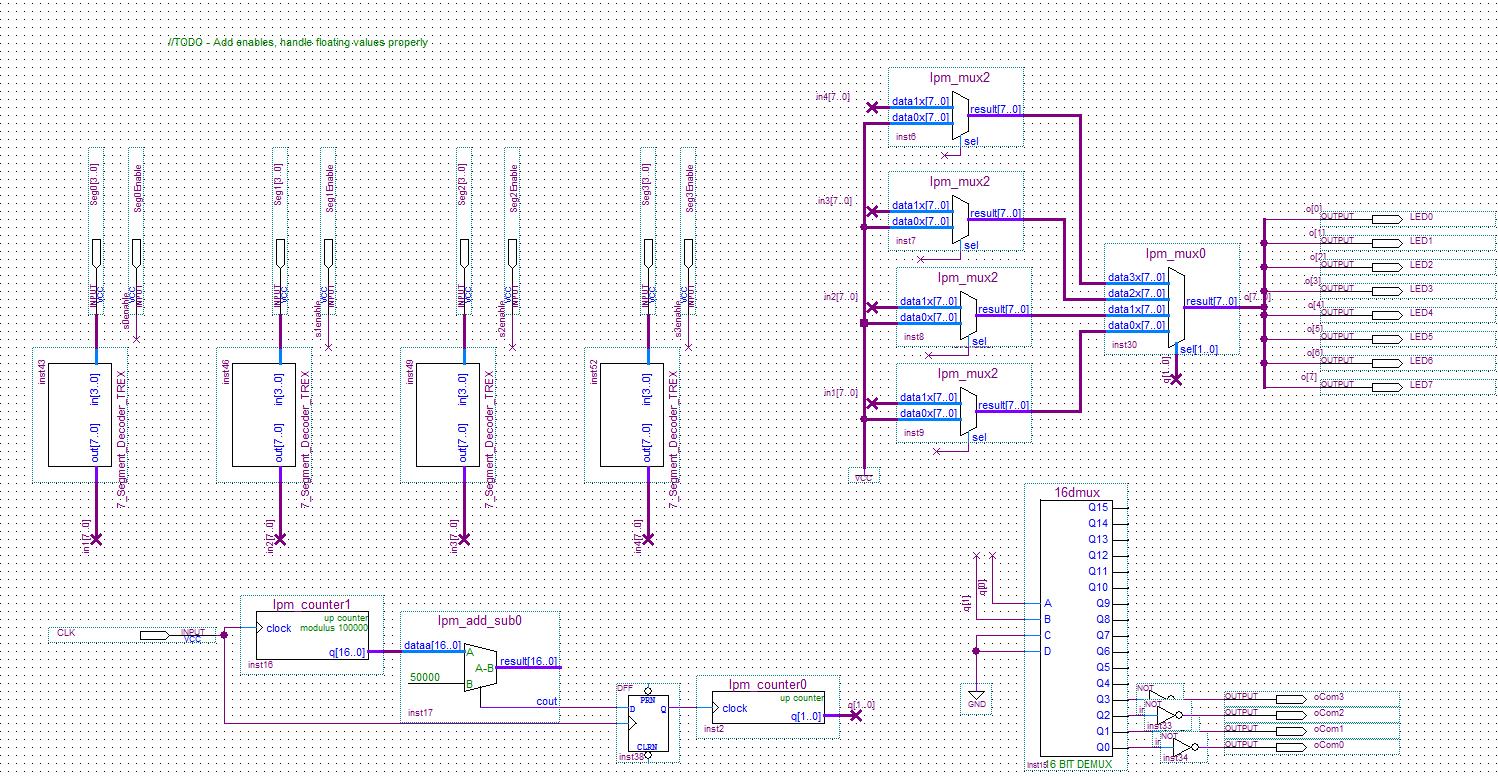 //TODO - Add enables, handle floating values properly
Seg0[3..0]
INPUT
VCC
Seg0Enable
INPUT
VCC
s0enable
Seg1[3..0]
INPUT
VCC
Seg1Enable
INPUT
VCC
s1enable
Seg2[3..0]
INPUT
VCC
Seg2Enable
INPUT
VCC
s2enable
Seg3[3..0]
INPUT
VCC
Seg3Enable
INPUT
VCC
s3enable
inst43
in[3..0]
out[7..0]
7_Segment_Decoder_TREX
in1[7..0]
inst46
in[3..0]
out[7..0]
7_Segment_Decoder_TREX
in2[7..0]
inst49
in[3..0]
out[7..0]
7_Segment_Decoder_TREX
in3[7..0]
inst52
in[3..0]
out[7..0]
7_Segment_Decoder_TREX
in4[7..0]
lpm_mux2
in4[7..0]
data1x[7..0]
data0x[7..0]
result[7..0]
inst6
sel
lpm_mux2
in3[7..0]
data1x[7..0]
data0x[7..0]
result[7..0]
inst7
sel
lpm_mux2
in2[7..0]
data1x[7..0]
data0x[7..0]
result[7..0]
inst8
sel
lpm_mux2
in1[7..0]
data1x[7..0]
data0x[7..0]
result[7..0]
inst9
sel
VCC
lpm_mux0
data3x[7..0]
data2x[7..0]
data1x[7..0]
data0x[7..0]
result[7..0]
inst30
sel[1..0]
q[1..0]
o[0] OUTPUT LED0
o[1] OUTPUT LED1
o[2] OUTPUT LED2
o[3] OUTPUT LED3
o[4] OUTPUT LED4
o[5] OUTPUT LED5
o[6] OUTPUT LED6
o[7] OUTPUT LED7
CLK INPUT
VCC
lpm_counter1
up counter
clock modulus 100000
q[16..0]
inst16
lpm_add_sub0
dataa[16..0] A
A-B result[16..0]
50000 B
cout
inst17
DFF
PRN
D Q
CLRN
inst38
lpm_counter0
up counter
clock
q[1..0]
inst2
q[1..0]
16dmux
Q15
Q14
Q13
Q12
Q11
Q10
Q9
Q8
Q7
Q6
Q5
Q4
Q3
Q2
Q1
Q0
A
B
C
D
q[1]
q[0]
GND
16 BIT DEMUX
NOT
NOT
inst33
NOT
inst34
OUTPUT oCom3
OUTPUT oCom2
OUTPUT oCom1
OUTPUT oCom0